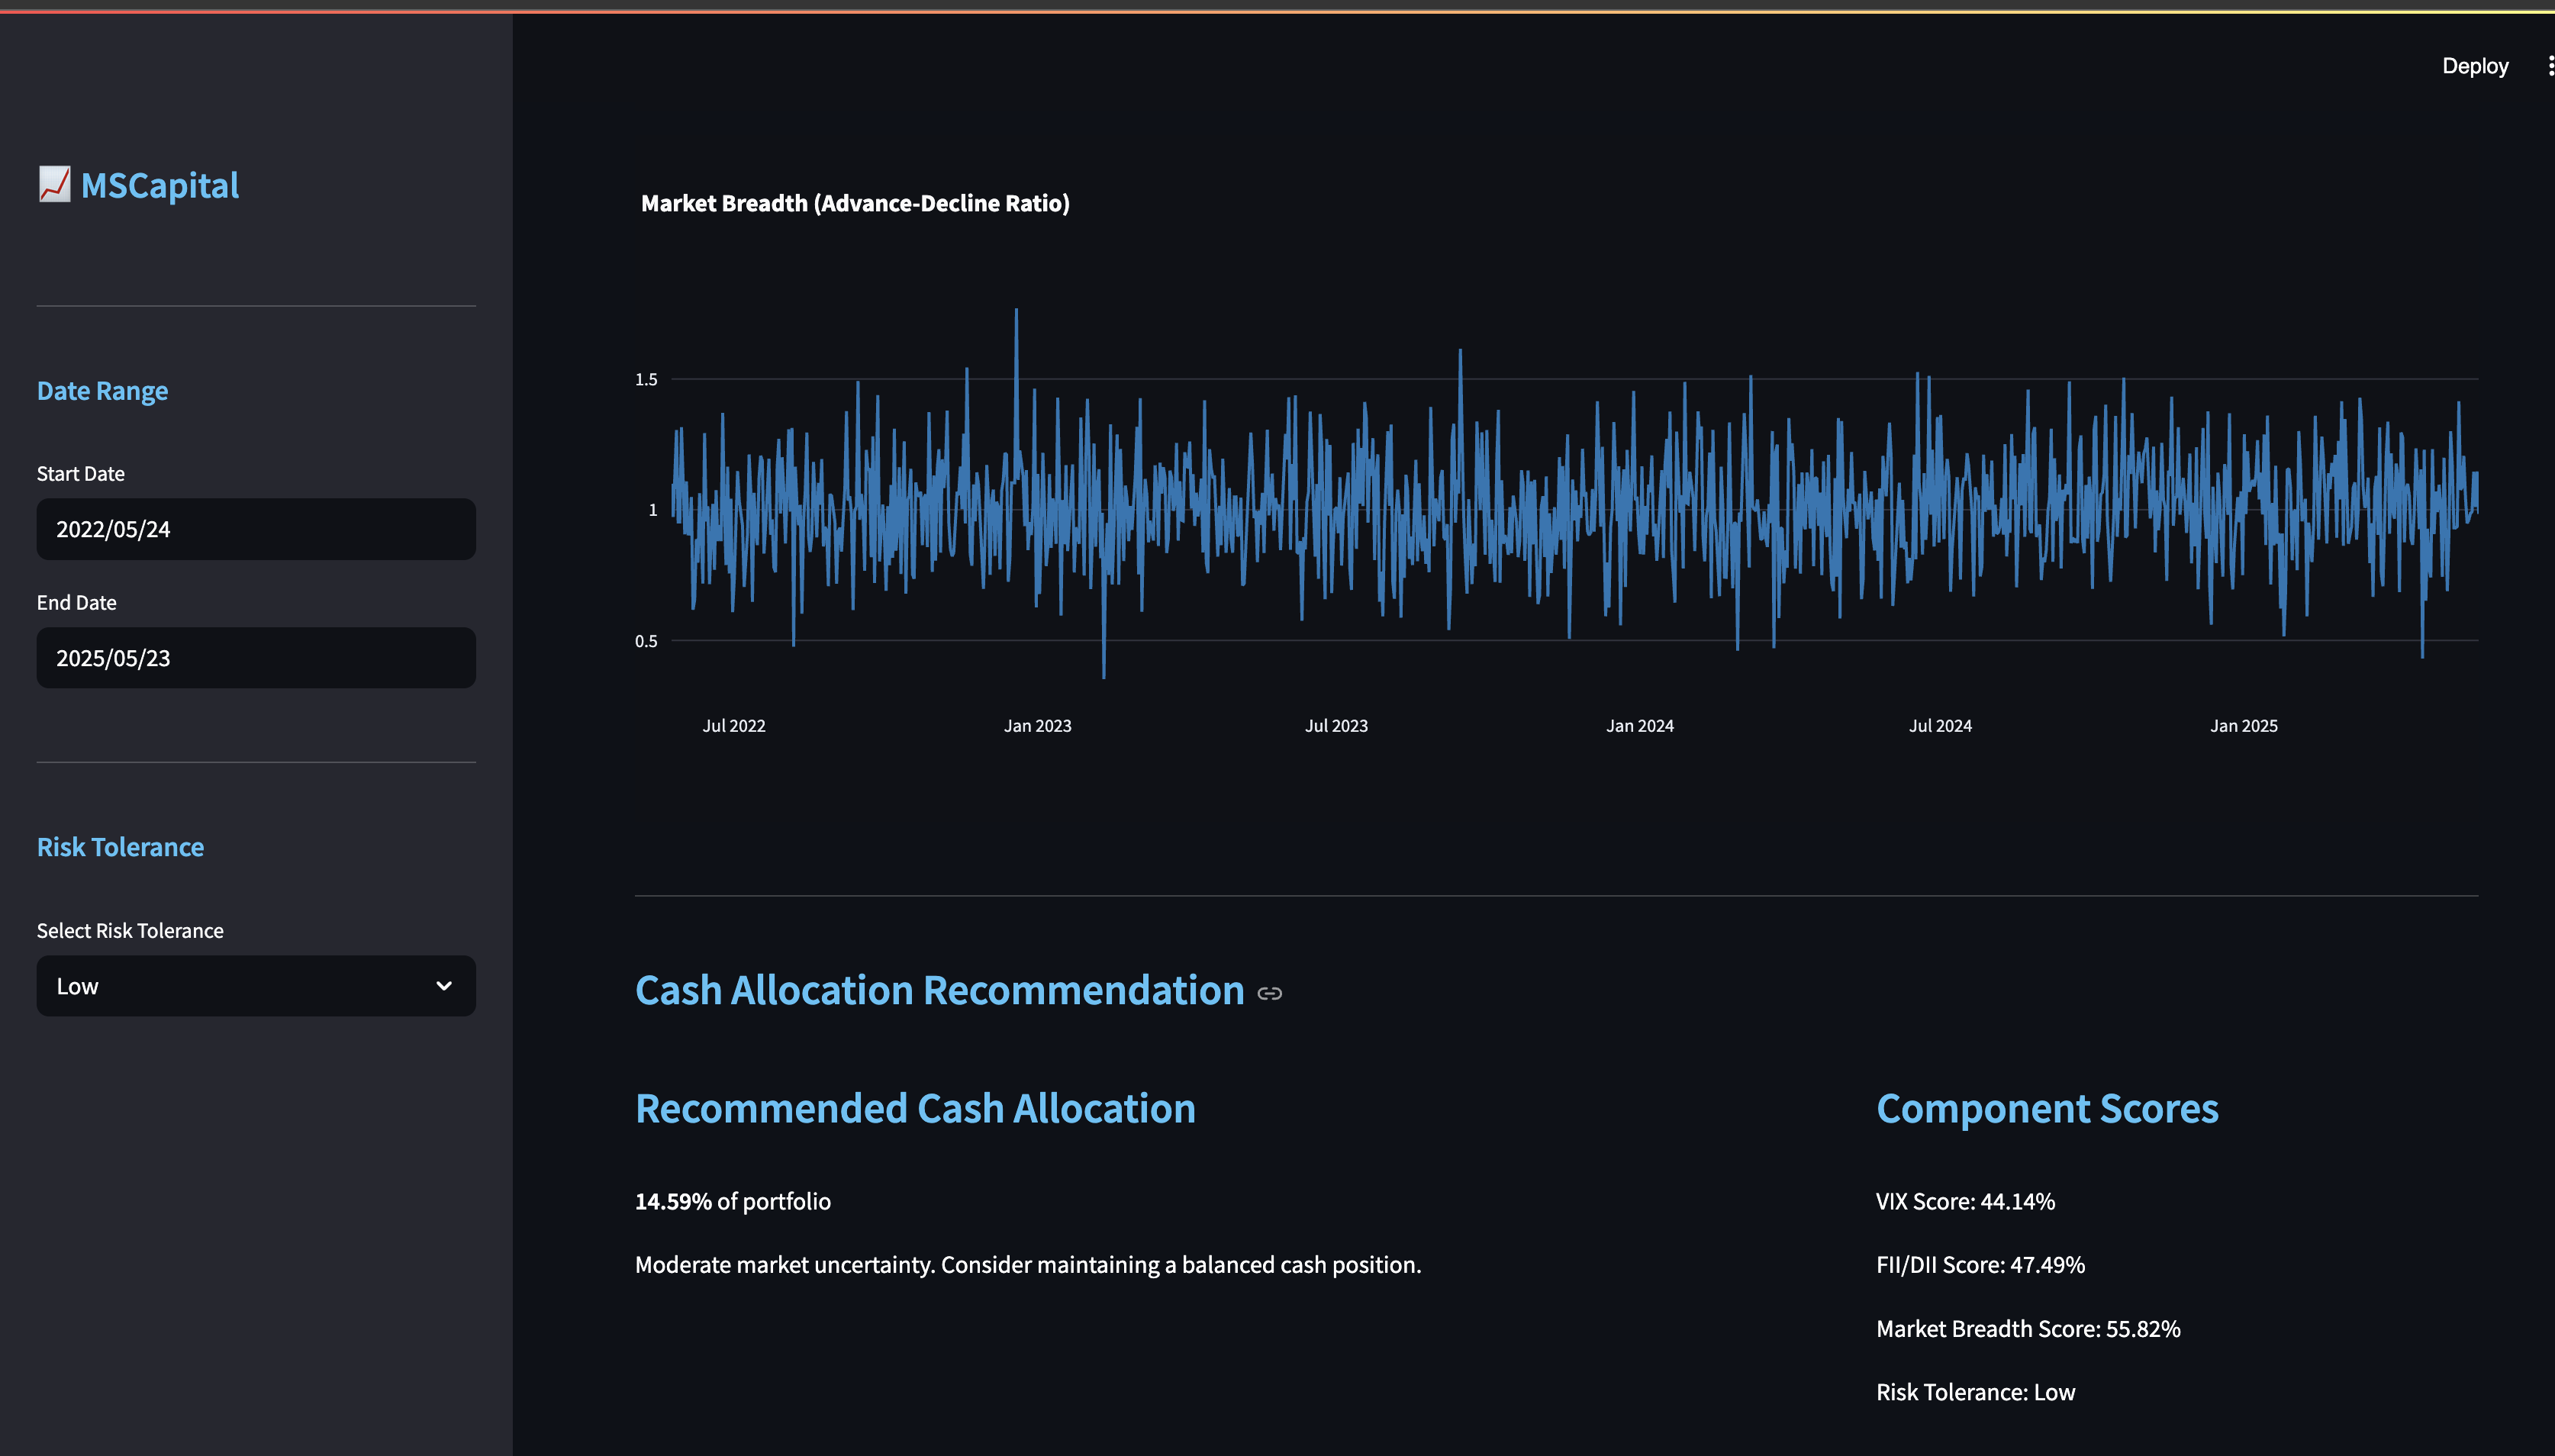 Deploy
MSCapital
Date Range
Start Date
2022/05/24
End Date
2025/05/23
Risk Tolerance
Select Risk Tolerance
Low
Market Breadth (Advance-Decline Ratio)
1.5
1
0.5
Jul 2022
Jan 2023
Jul 2023
Jan 2024
Jul 2024
Jan 2025
Cash Allocation Recommendation
Recommended Cash Allocation
14.59% of portfolio
Moderate market uncertainty. Consider maintaining a balanced cash position.
Component Scores
VIX Score: 44.14%
FII/DII Score: 47.49%
Market Breadth Score: 55.82%
Risk Tolerance: Low